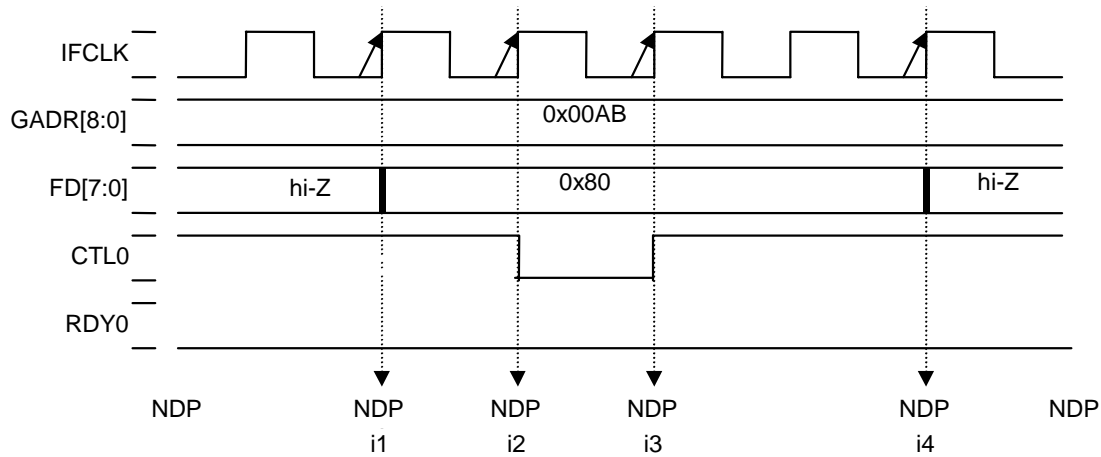 IFCLK
GADR[8:0]
0x00AB
FD[7:0]
hi-Z
0x80
hi-Z
CTL0
RDY0
NDP NDP NDP NDP NDP NDP
i1 i2 i3 i4